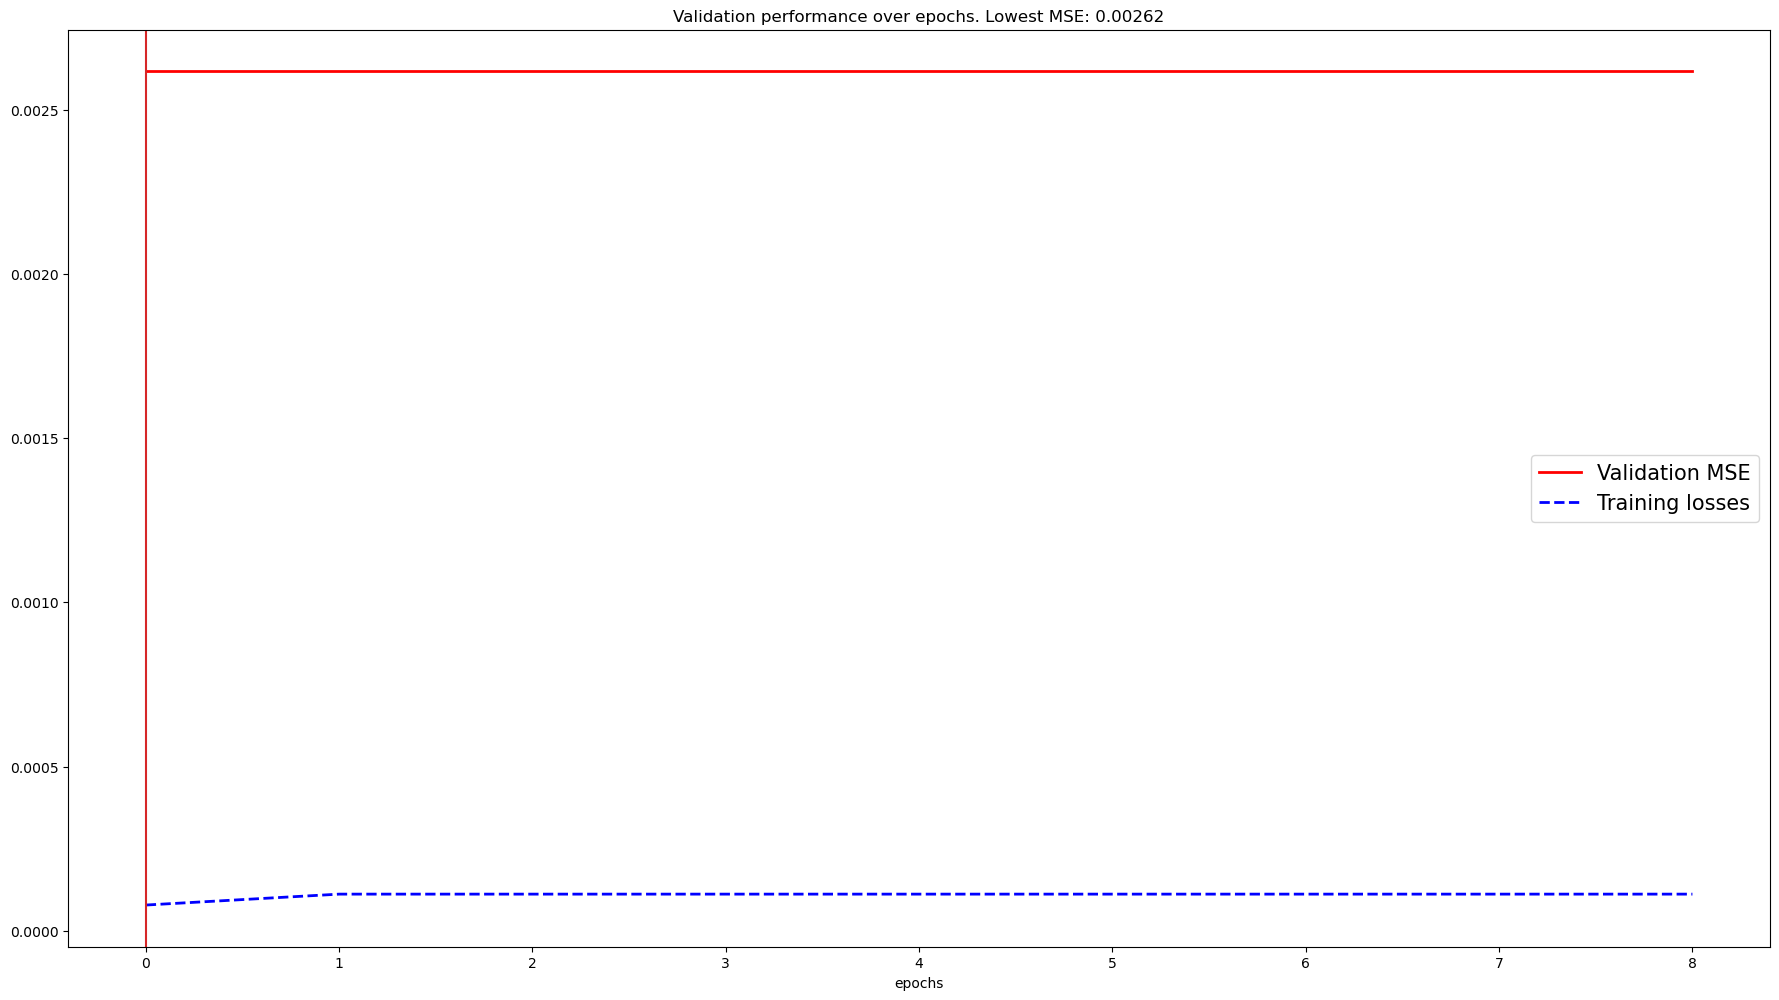 Validation performance over epochs. Lowest MSE: 0.00262
0.0025
0.0020
0.0015
0.0010
0.0005
0.0000
Validation MSE
Training losses
0 1 2 3 4 5 6 7 8
epochs